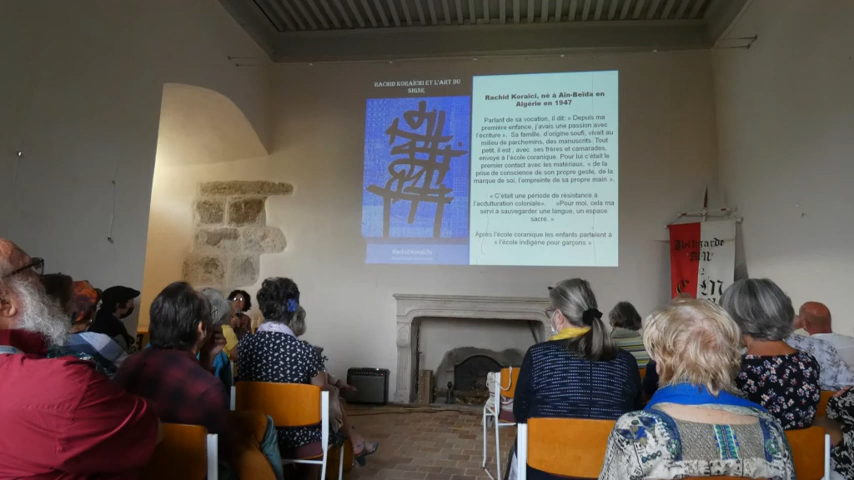 RACHID KORAÏCHI ET L'ART DU
SIGNE
Rachid Koraïchi
Rachid Koraici, né à Ain-Beida en
Algérie en 1947
Parlant de sa vocation, il dit: « Depuis ma
première enfance, j'avais une passion avec
l'écriture ». Sa famille, d'origine soufi, vivait au
milieu de parchemins, des manuscrits. Tout
petit, il est , avec ses frères et camarades,
envoyé à l'école coranique. Pour lui c'était le
premier contact avec les matériaux, « de la
prise de conscience de son propre geste, de la
marque de soi, l'empreinte de sa propre main ».
« C'était une période de résistance à
l'acculturation coloniale». «Pour moi, cela ma
servi à sauvegarder une langue, un espace
sacré. »
Après l'école coranique les enfants partaient à
« l'école indigène pour garçons »